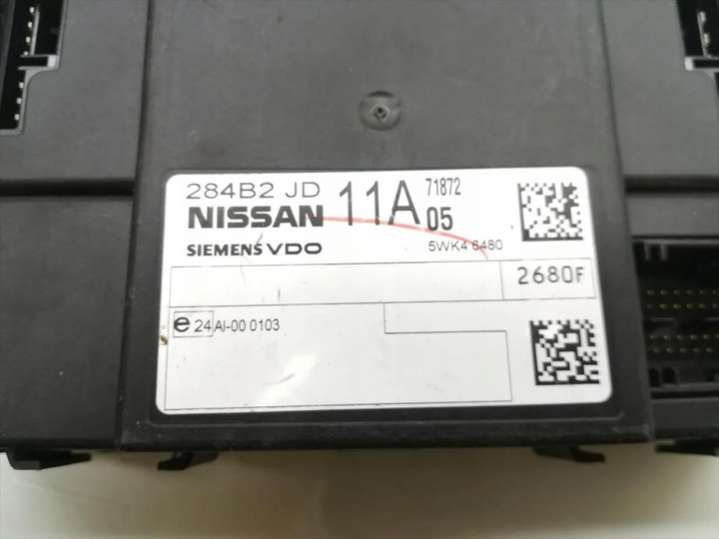 284B2 JD 11A 71872
NISSAN 05
SIEMENS VDO 5WK4 6480
2680F
e 24 AI-00 0103